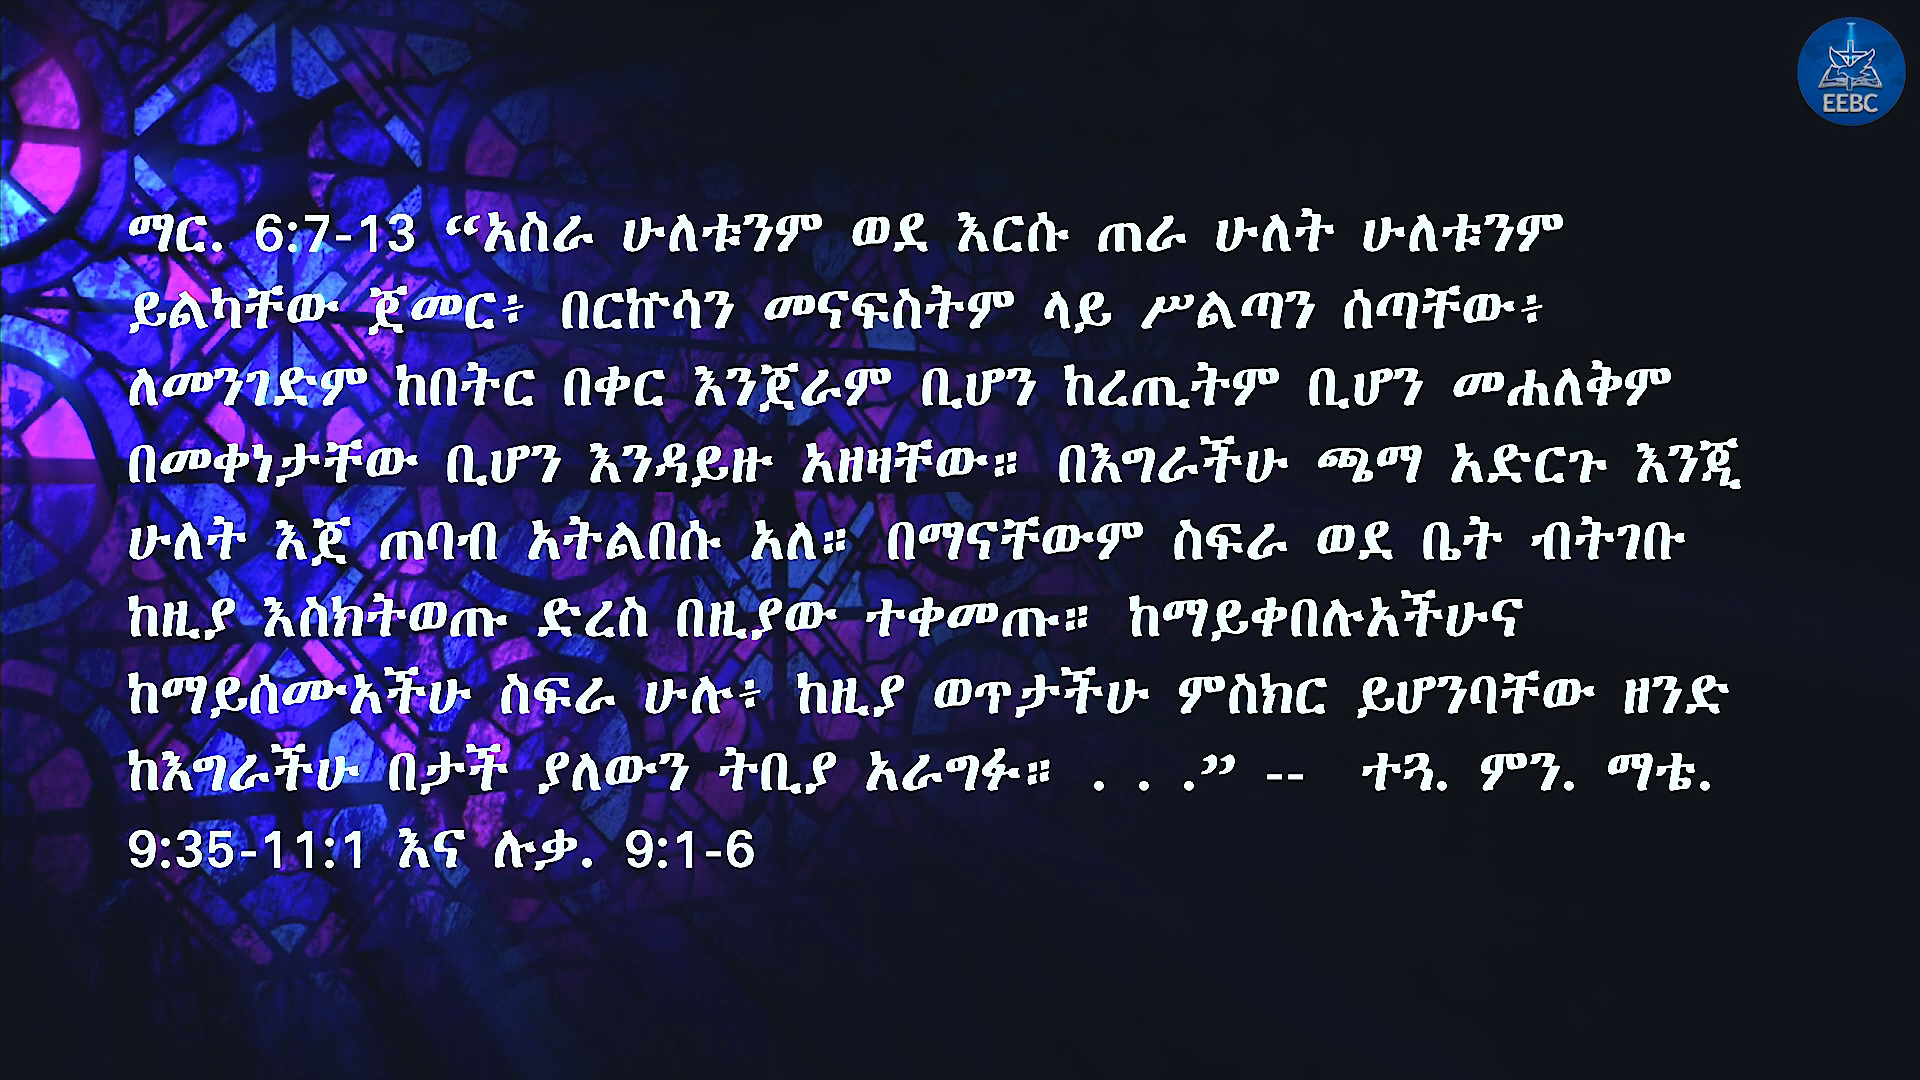 EEBC
ማር. 6:7-13 “አስራ ሁለቱንም ወደ እርሱ ጠራ ሁለት ሁለቱንም
ይልካቸው ጀመር፥ በርኵሳን መናፍስትም ላይ ሥልጣን ሰጣቸው፥
ለመንገድም ከበትር በቀር እንጀራም ቢሆን ከረጢትም ቢሆን መሐለቅም
በመቀነታቸው ቢሆን እንዳይዙ አዘዛቸው። በእግራችሁ ጫማ አድርጉ እንጂ
ሁለት እጀ ጠባብ አትልበሱ አለ። በማናቸውም ስፍራ ወደ ቤት ብትገቡ
ከዚያ እስክትወጡ ድረስ በዚያው ተቀመጡ። ከማይቀበሉአችሁና
ከማይሰሙአችሁ ስፍራ ሁሉ፥ ከዚያ ወጥታችሁ ምስክር ይሆንባቸው ዘንድ
ከእግራችሁ በታች ያለውን ትቢያ አራግፉ። . . .” -- ተጓ. ምን. ማቴ.
9:35-11:1 እና ሉቃ. 9:1-6